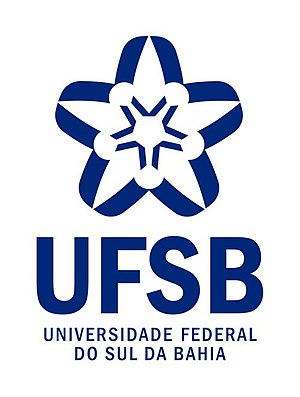 UFSB
UNIVERSIDADE FEDERAL
DO SUL DA BAHIA